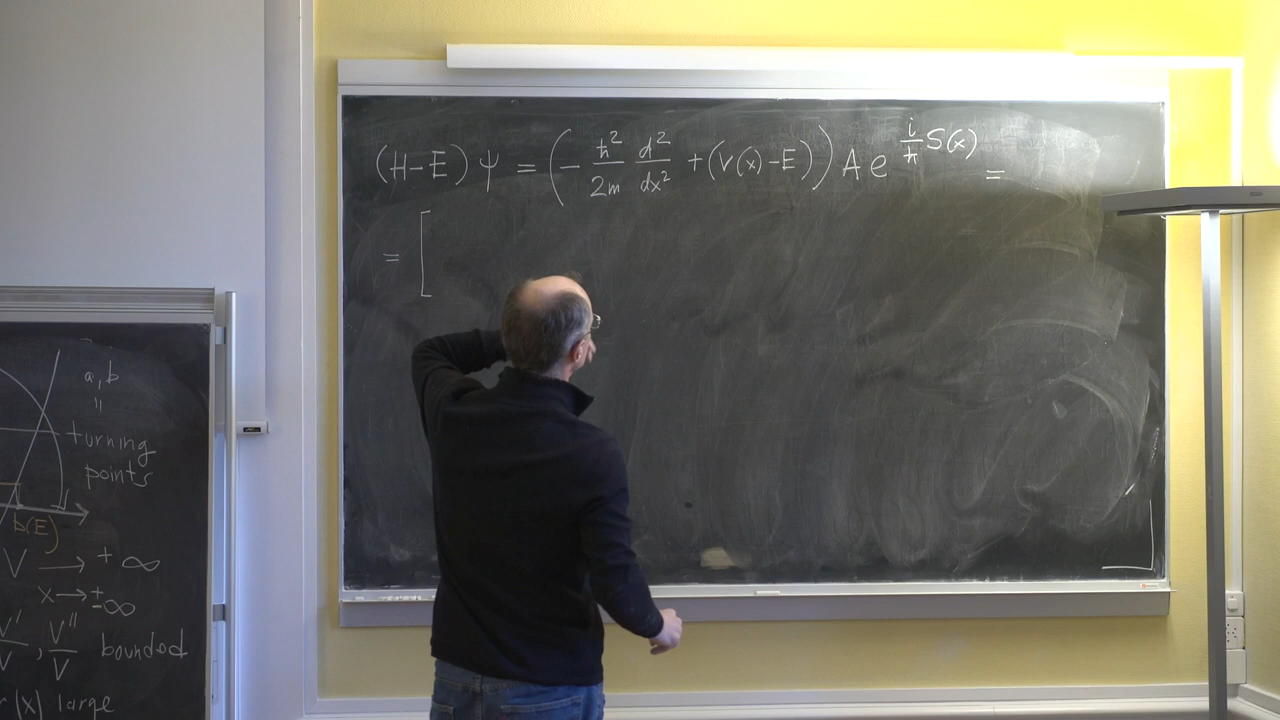 (H-E) ψ = (- ħ²/2m d²/dx² + (V(x)-E)) A e^{i/ħ S(x)} =
= [
a, b
"
turning
points
b(E)
V → +∞
x→±∞
V'/V , V''/V bounded
(x) large